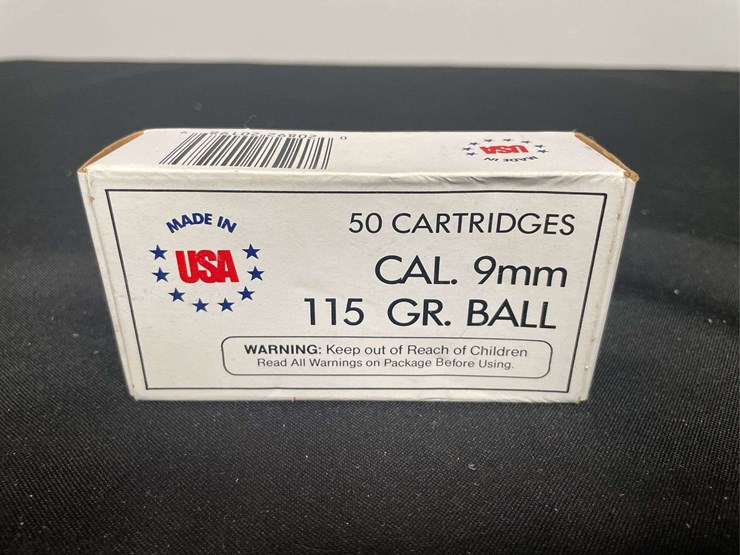 MADE IN
USA
MADE IN
USA
50 CARTRIDGES
CAL. 9mm
115 GR. BALL
WARNING: Keep out of Reach of Children
Read All Warnings on Package Before Using.